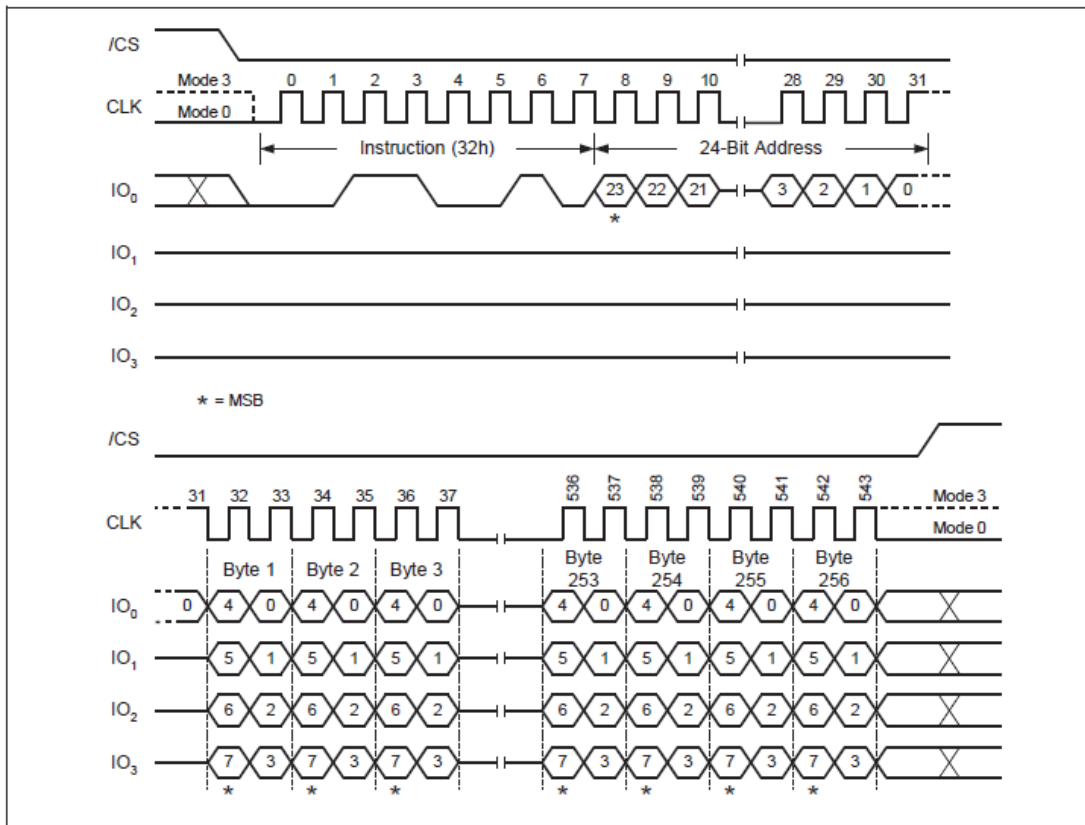 /CS
Mode 3 0 1 2 3 4 5 6 7 8 9 10 28 29 30 31
CLK
Mode 0
Instruction (32h) 24-Bit Address
IO0 23 22 21 3 2 1 0
*
IO1
IO2
IO3
* = MSB
/CS
31 32 33 34 35 36 37 536 537 538 539 540 541 542 543 Mode 3
CLK
Mode 0
Byte 1 Byte 2 Byte 3 Byte 253 Byte 254 Byte 255 Byte 256
IO0 0 4 0 4 0 4 0 4 0 4 0 4 0 4 0
IO1 5 1 5 1 5 1 5 1 5 1 5 1 5 1
IO2 6 2 6 2 6 2 6 2 6 2 6 2 6 2
IO3 7 3 7 3 7 3 7 3 7 3 7 3 7 3
* * * * * * *